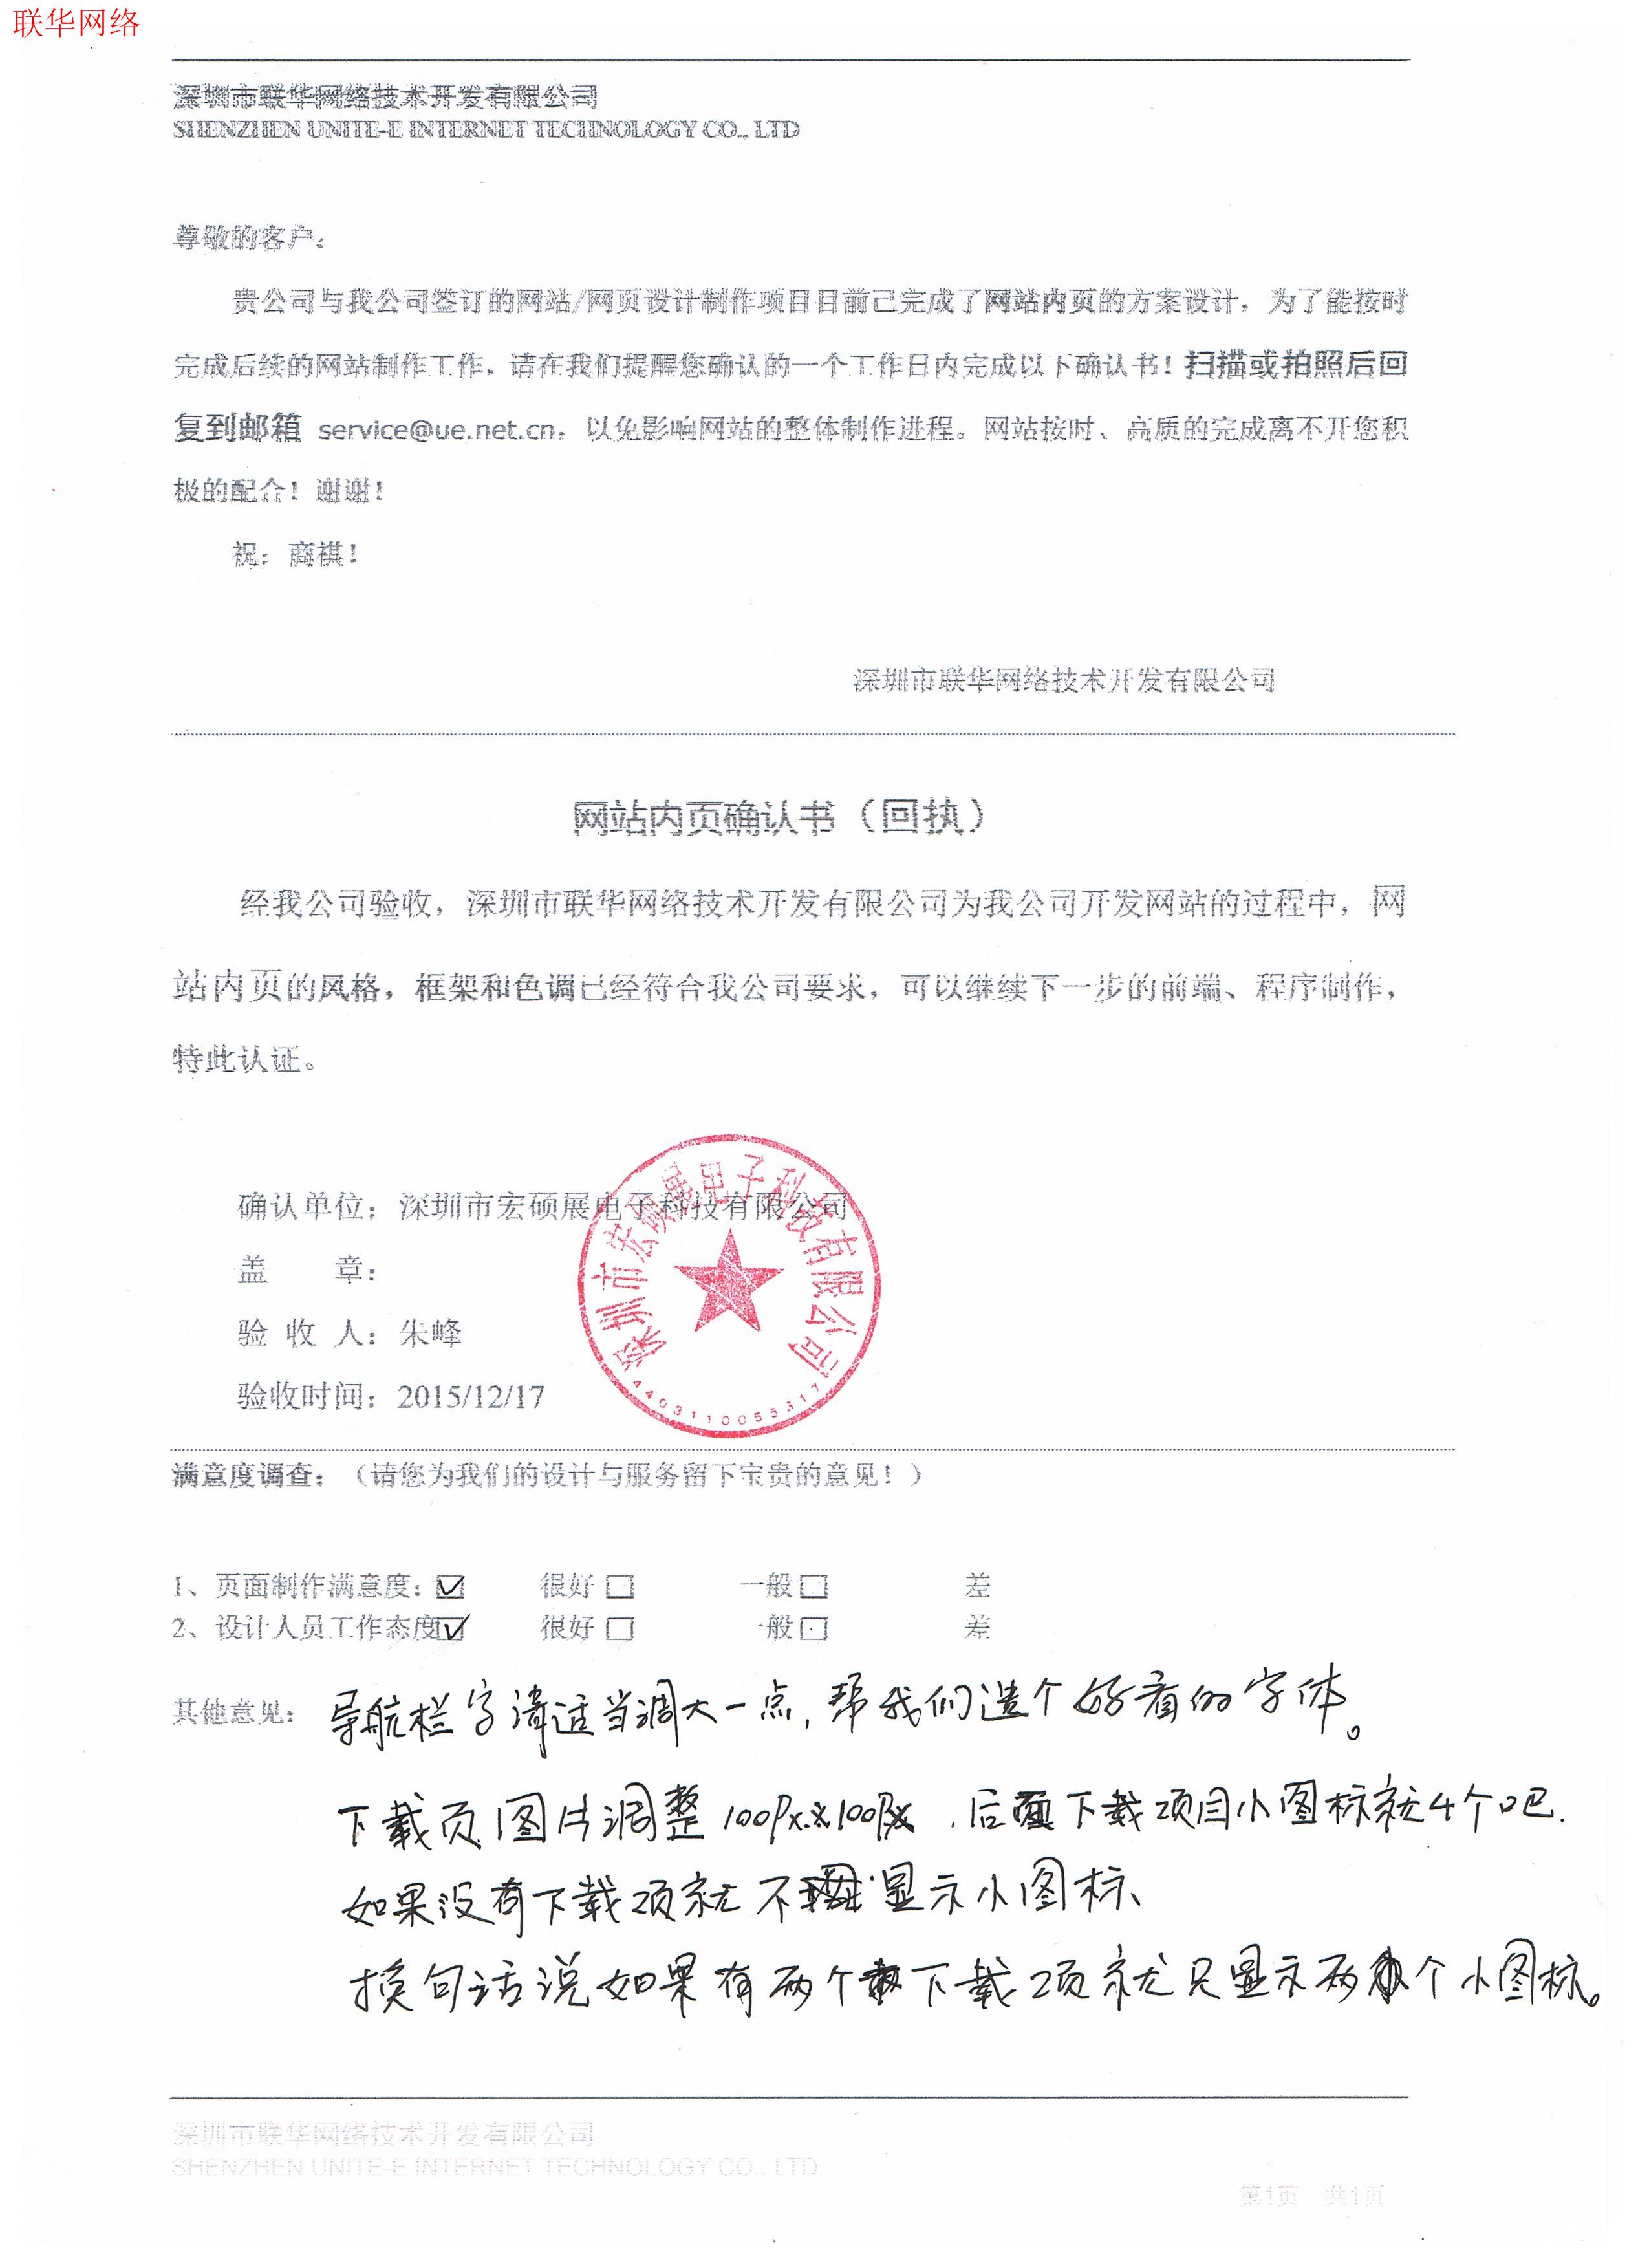 联华网络
深圳市联华网络技术开发有限公司
SHENZHEN UNITE-E INTERNET TECHNOLOGY CO., LTD
尊敬的客户：
贵公司与我公司签订的网站/网页设计制作项目目前已完成了网站内页的方案设计，为了能按时
完成后续的网站制作工作，请在我们提醒您确认的一个工作日内完成以下确认书！扫描或拍照后回
复到邮箱 service@ue.net.cn，以免影响网站的整体制作进程。网站按时、高质的完成离不开您积
极的配合！谢谢！
祝：商祺！
深圳市联华网络技术开发有限公司
网站内页确认书（回执）
经我公司验收，深圳市联华网络技术开发有限公司为我公司开发网站的过程中，网
站内页的风格，框架和色调已经符合我公司要求，可以继续下一步的前端、程序制作，
特此认证。
确认单位：深圳市宏硕展电子科技有限公司
盖 章：
验 收 人：朱峰
验收时间：2015/12/17
深圳市宏硕展电子科技有限公司
4403110055317
满意度调查：（请您为我们的设计与服务留下宝贵的意见！）
1、页面制作满意度：☑ 很好 □ 一般 □ 差
2、设计人员工作态度☑ 很好 □ 一般 □ 差
其他意见：导航栏字请适当调大一点，帮我们选个好看的字体。
下载页图片调整100px×100px，后面下载项目小图标就4个吧.
如果没有下载项就不显示小图标、
换句话说如果有两个下载项就只显示两个小图标。
深圳市联华网络技术开发有限公司
SHENZHEN UNITE-E INTERNET TECHNOLOGY CO., LTD
第1页 共1页